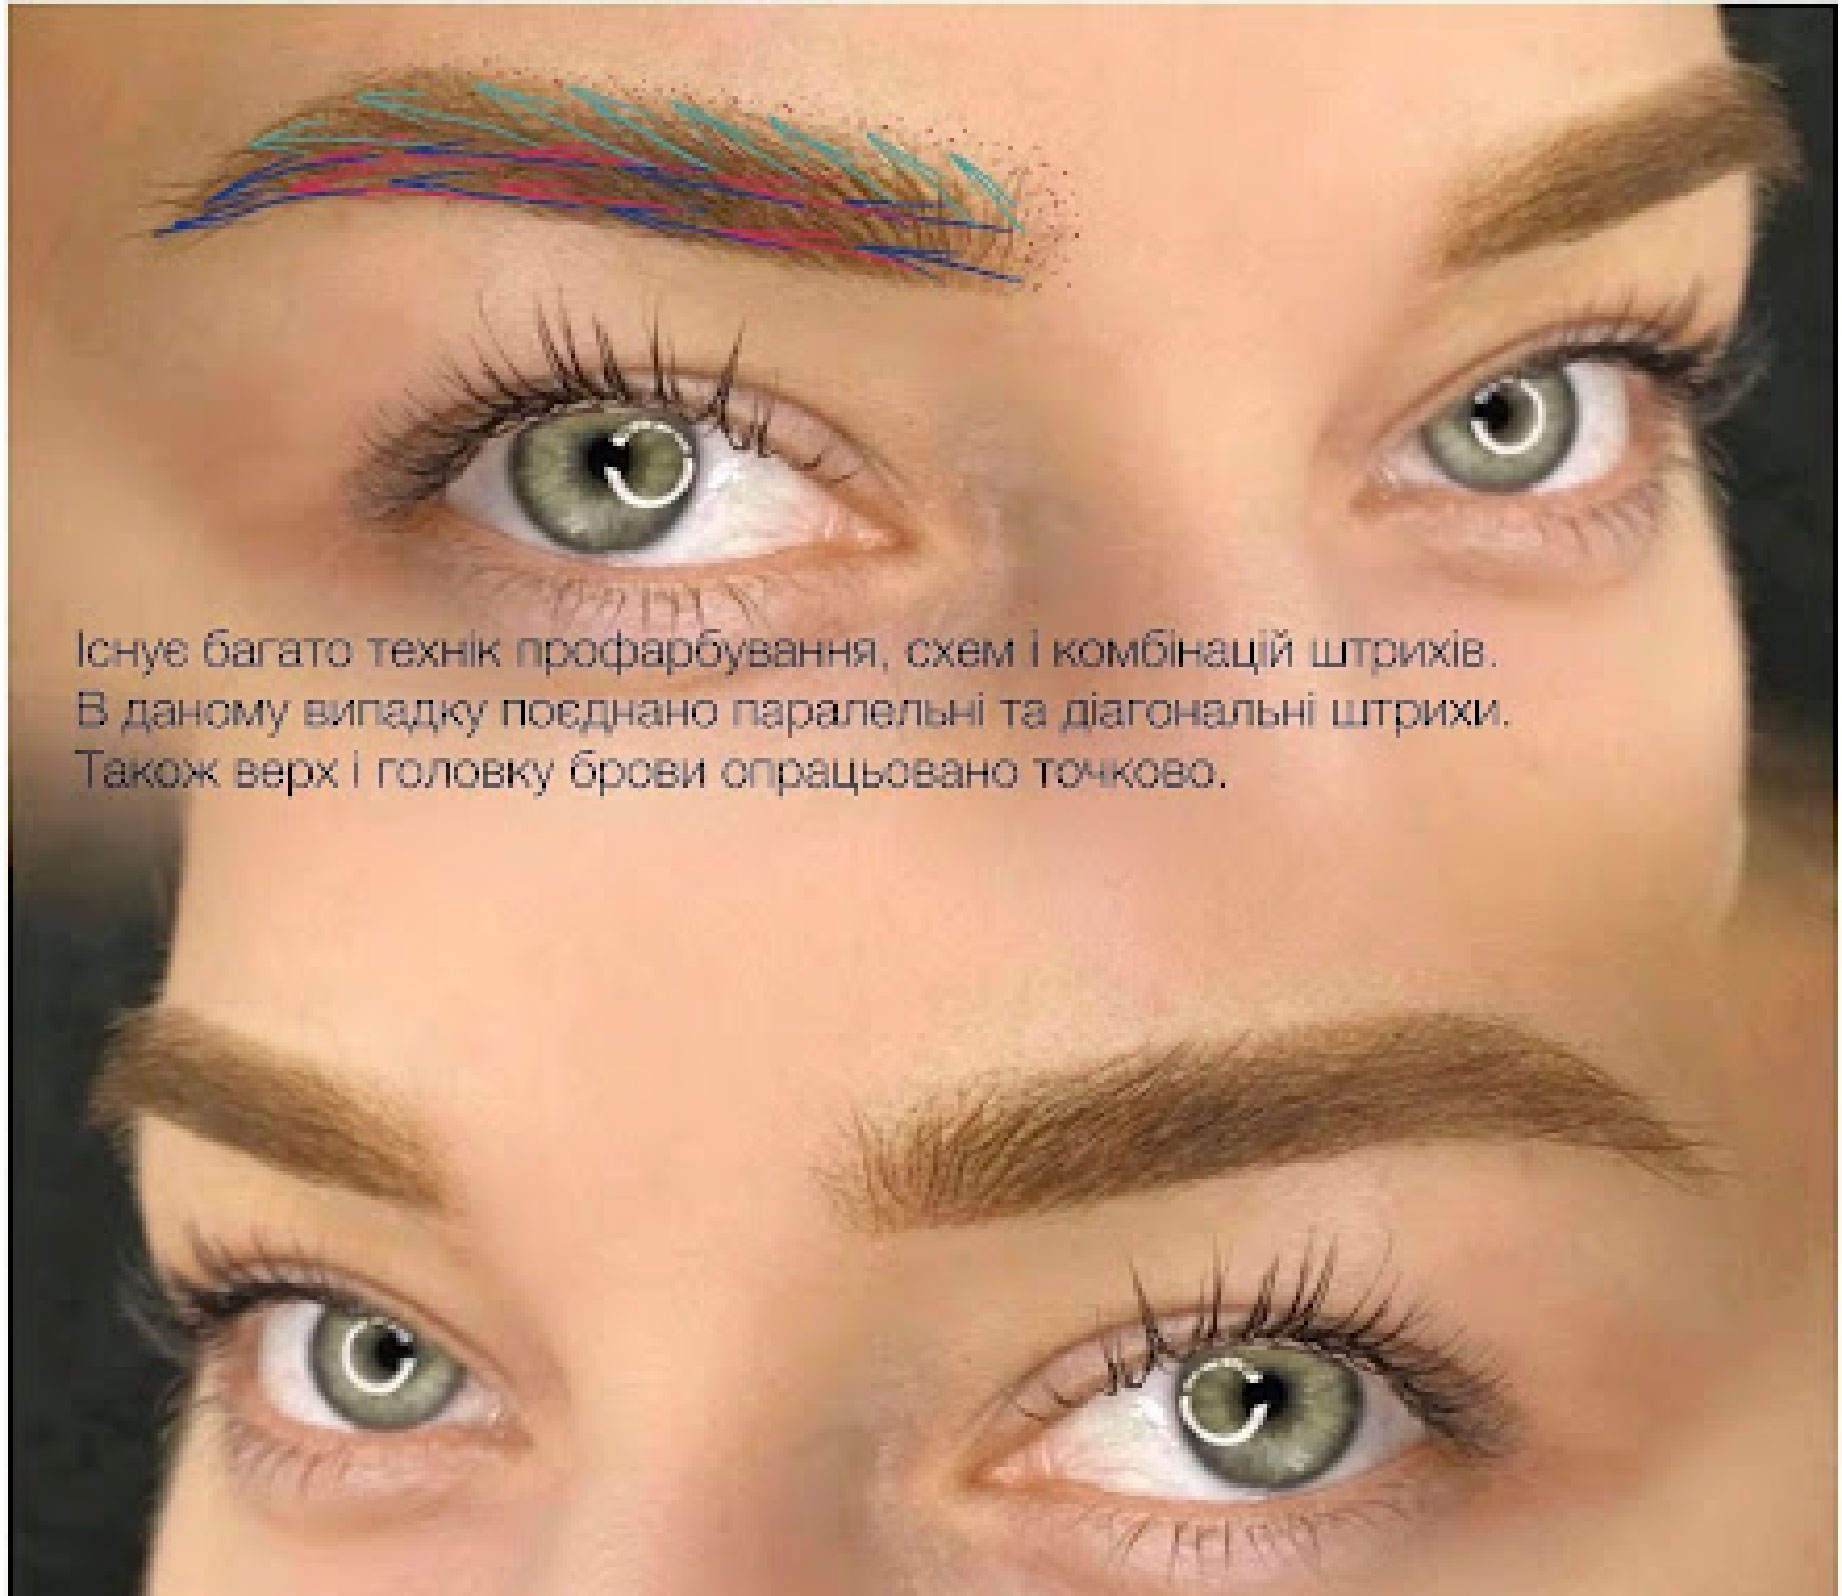 Існує багато технік профарбування, схем і комбінацій штрихів.
В даному випадку поєднано паралельні та діагональні штрихи.
Також верх і головку брови опрацьовано точково.